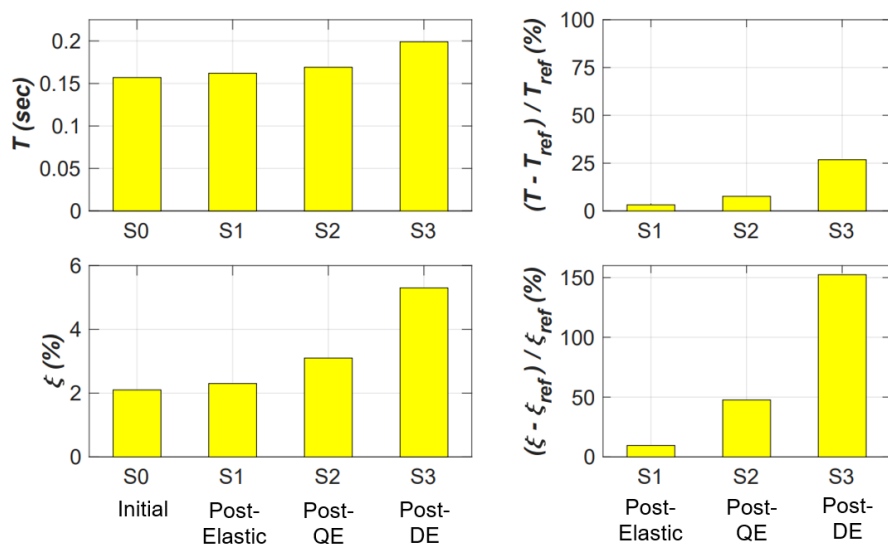 T (sec)
0.2
0.15
0.1
0.05
0
S0 S1 S2 S3
(T - T_ref) / T_ref (%)
100
75
50
25
0
S1 S2 S3
ξ (%)
6
4
2
0
S0 S1 S2 S3
Initial Post- Post- Post-
Elastic QE DE
(ξ - ξ_ref) / ξ_ref (%)
150
100
50
0
S1 S2 S3
Post- Post- Post-
Elastic QE DE